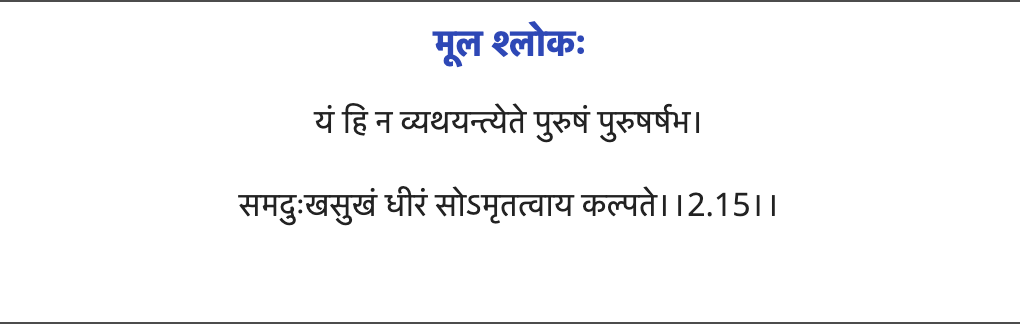 मूल श्लोकः
यं हि न व्यथयन्त्येते पुरुषं पुरुषर्षभ।
समदुःखसुखं धीरं सोऽमृतत्वाय कल्पते।।2.15।।